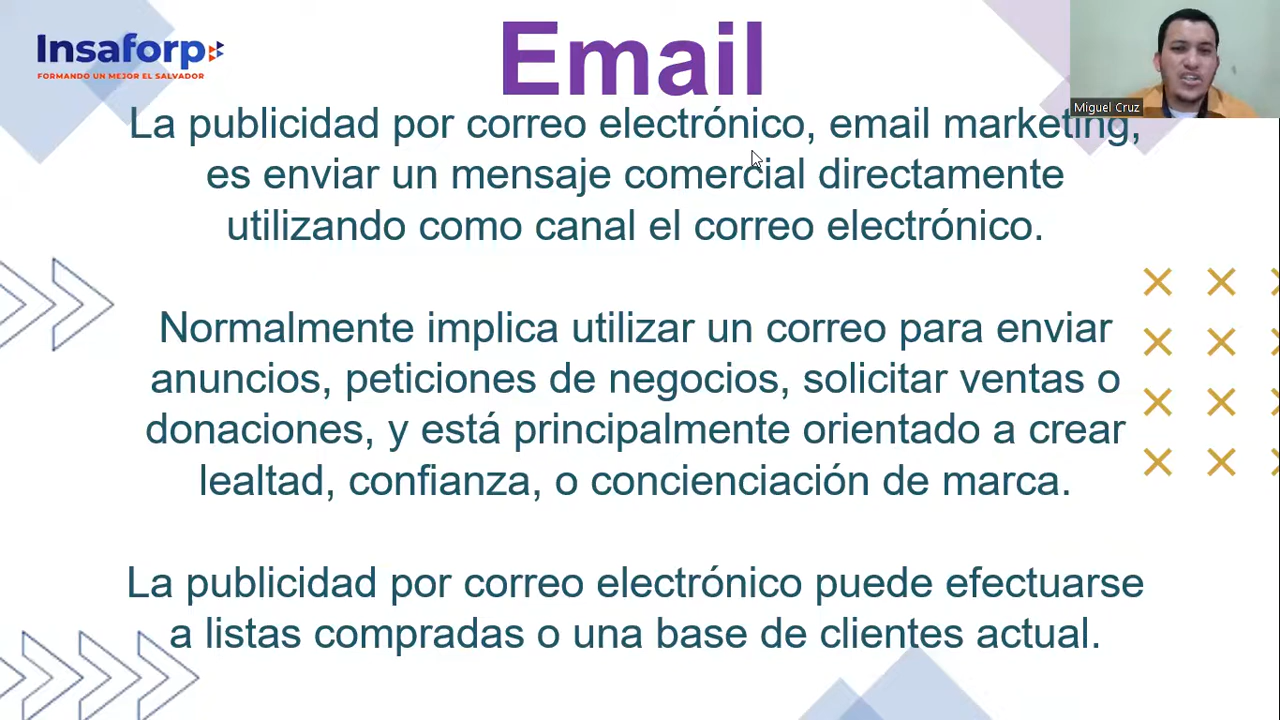 Insaforp
FORMANDO UN MEJOR EL SALVADOR
Email
Miguel Cruz
La publicidad por correo electrónico, email marketing,
es enviar un mensaje comercial directamente
utilizando como canal el correo electrónico.
Normalmente implica utilizar un correo para enviar
anuncios, peticiones de negocios, solicitar ventas o
donaciones, y está principalmente orientado a crear
lealtad, confianza, o concienciación de marca.
La publicidad por correo electrónico puede efectuarse
a listas compradas o una base de clientes actual.